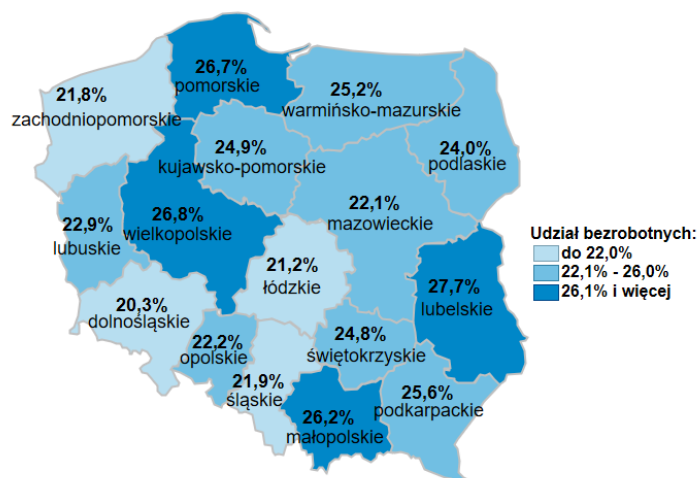 26,7%
pomorskie
25,2%
warmińsko-mazurskie
21,8%
zachodniopomorskie
24,9%
kujawsko-pomorskie
24,0%
podlaskie
22,9%
lubuskie
26,8%
wielkopolskie
22,1%
mazowieckie
Udział bezrobotnych:
do 22,0%
22,1% - 26,0%
26,1% i więcej
21,2%
łódzkie
27,7%
lubelskie
20,3%
dolnośląskie
22,2%
opolskie
24,8%
świętokrzyskie
21,9%
śląskie
25,6%
podkarpackie
26,2%
małopolskie